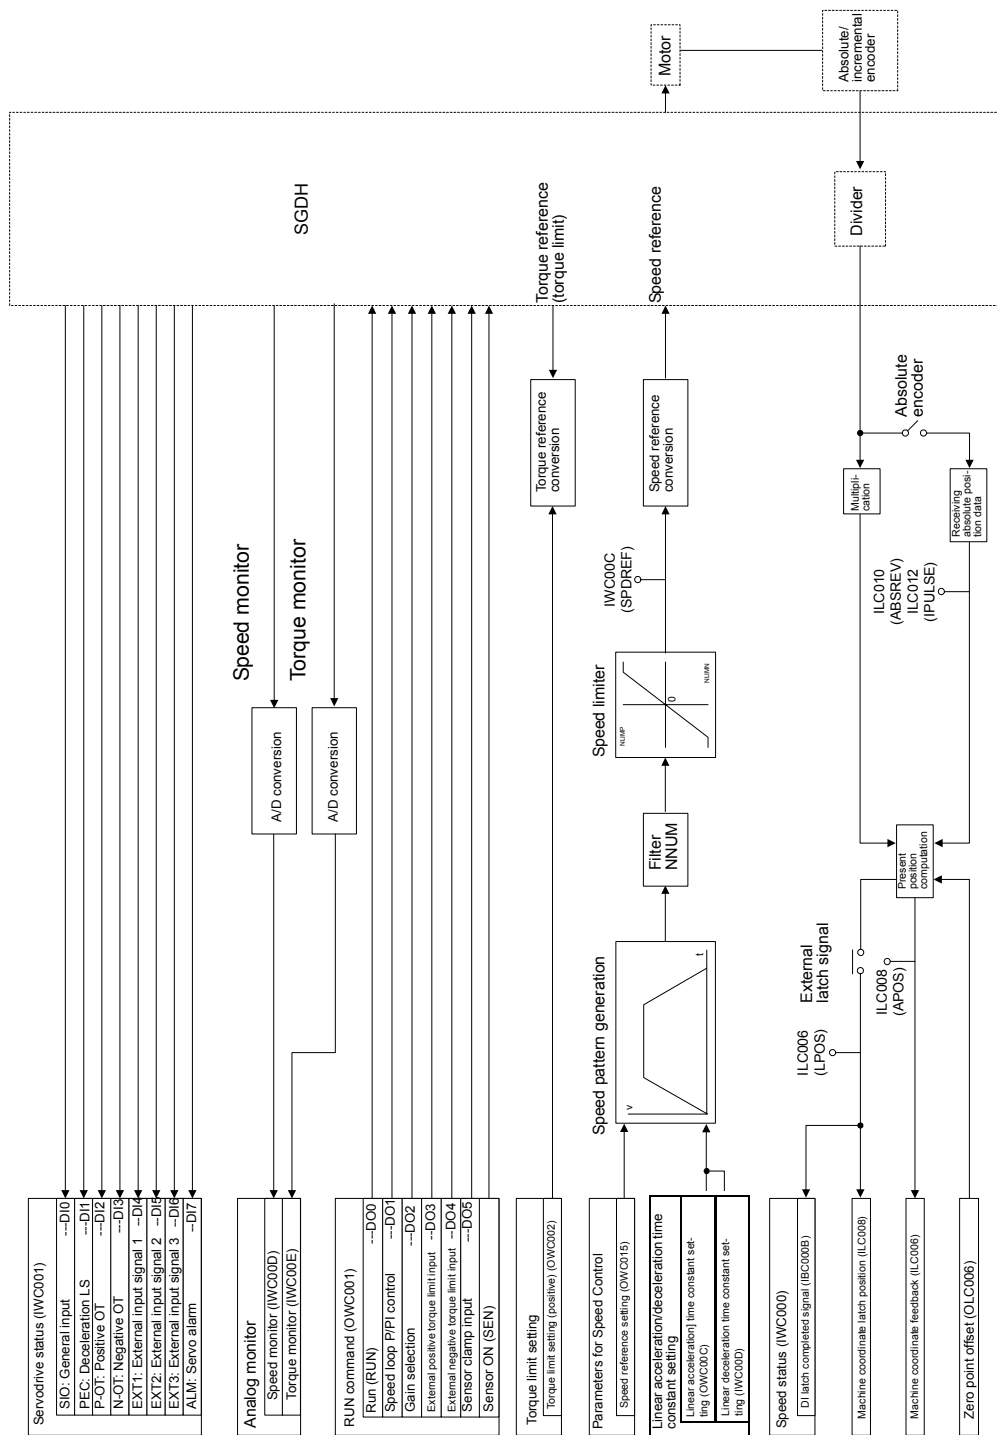 Servodrive status (IWC001)
SIO: General input ---DI0
PEC: Deceleration LS ---DI1
P-OT: Positive OT ---DI2
N-OT: Negative OT ---DI3
EXT1: External input signal 1 --DI4
EXT2: External input signal 2 --DI5
EXT3: External input signal 3 --DI6
ALM: Servo alarm --DI7
Analog monitor
Speed monitor (IWC00D)
Torque monitor (IWC00E)
A/D conversion
A/D conversion
Speed monitor
Torque monitor
RUN command (OWC001)
Run (RUN) ---DO0
Speed loop P/PI control ---DO1
Gain selection ---DO2
External positive torque limit input --DO3
External negative torque limit input --DO4
Sensor clamp input ---DO5
Sensor ON (SEN)
SGDH
Torque limit setting
Torque limit setting (positive) (OWC002)
Torque reference
conversion
Torque reference
(torque limit)
Parameters for Speed Control
Speed reference setting (OWC015)
Linear acceleration/deceleration time
constant setting
Linear acceleration] time constant set-
ting (OWC00C)
Linear deceleration time constant set-
ting (IWC00D)
Speed pattern generation
v
t
Filter
NNUM
Speed limiter
NLIMP
0
NLIMN
IWC00C
(SPDREF)
Speed reference
conversion
Speed reference
Motor
Absolute/
incremental
encoder
Divider
Speed status (IWC000)
DI latch completed signal (IBC000B)
Machine coordinate latch position (ILC008)
Machine coordinate feedback (ILC006)
Zero point offset (OLC006)
ILC006
(LPOS)
External
latch signal
ILC008
(APOS)
Present
position
computation
Multipli-
cation
ILC010
(ABSREV)
ILC012
(IPULSE)
Receiving
absolute posi-
tion data
Absolute
encoder